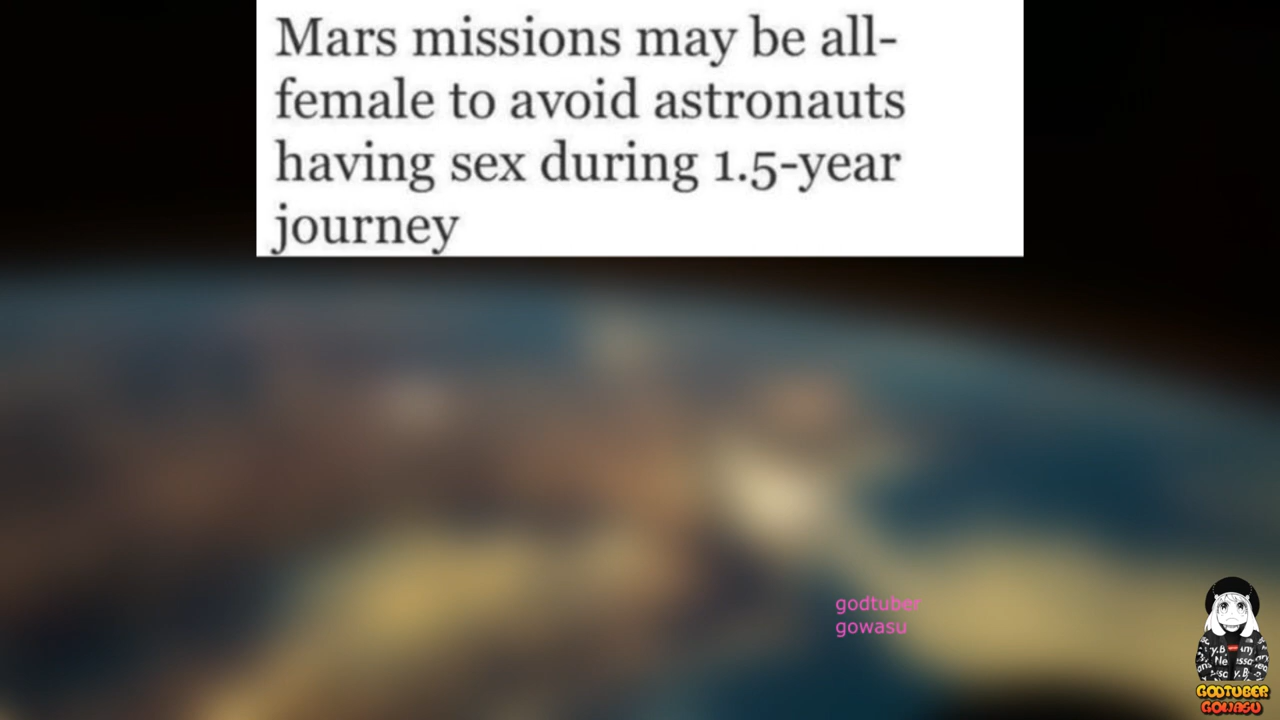 Mars missions may be all-
female to avoid astronauts
having sex during 1.5-year
journey
godtuber
gowasu
GODTUBER
GOWASU